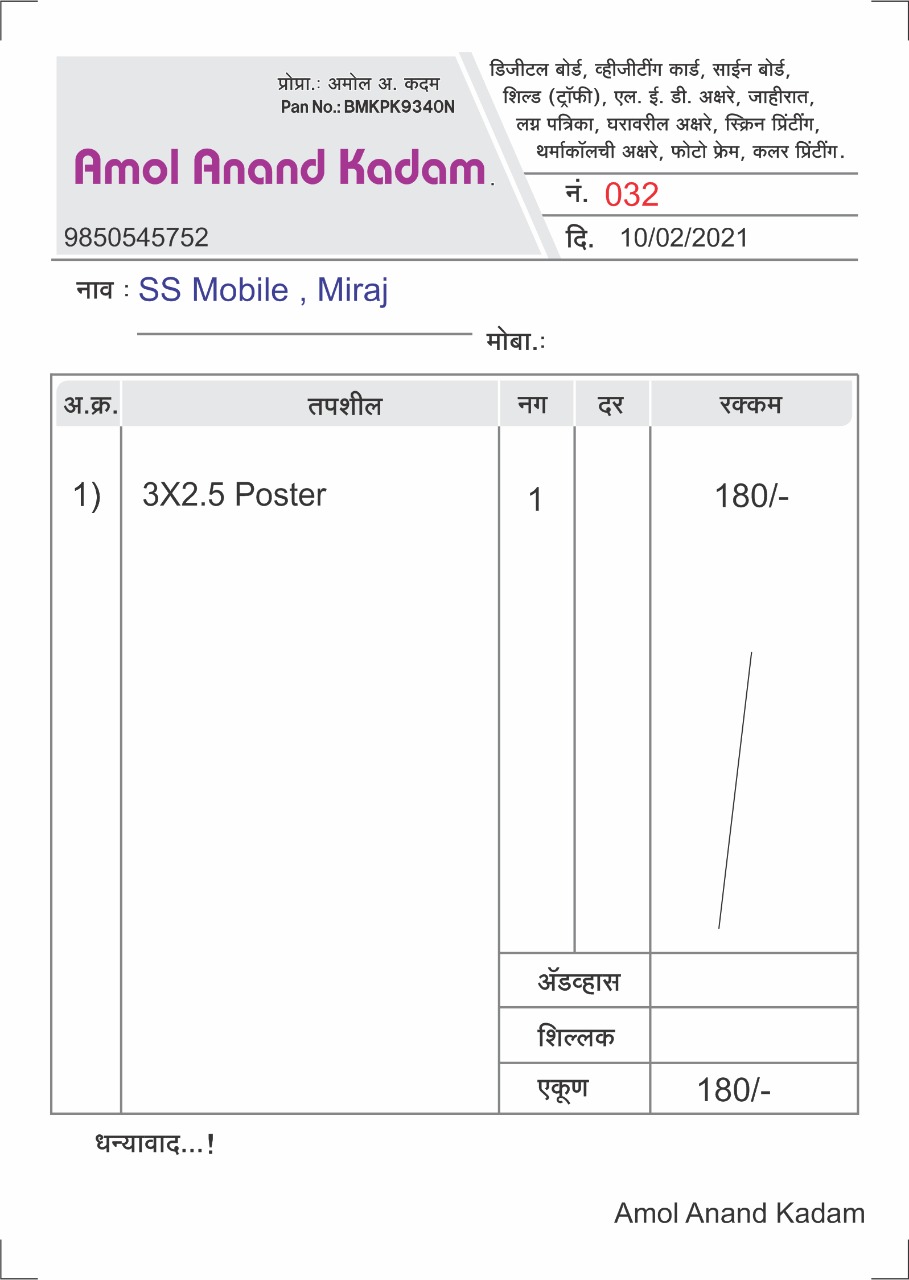 प्रोप्रा.: अमोल अ. कदम
Pan No.: BMKPK9340N
Amol Anand Kadam.
9850545752
डिजीटल बोर्ड, व्हीजीटींग कार्ड, साईन बोर्ड,
शिल्ड (ट्रॉफी), एल. ई. डी. अक्षरे, जाहीरात,
लग्न पत्रिका, घरावरील अक्षरे, स्क्रिन प्रिंटींग,
थर्माकॉलची अक्षरे, फोटो फ्रेम, कलर प्रिंटींग.
नं. 032
दि. 10/02/2021
नाव : SS Mobile , Miraj
मोबा.:
अ.क्र. तपशील नग दर रक्कम
1) 3X2.5 Poster 1 180/-
ॲडव्हास
शिल्लक
एकूण 180/-
धन्यावाद...!
Amol Anand Kadam